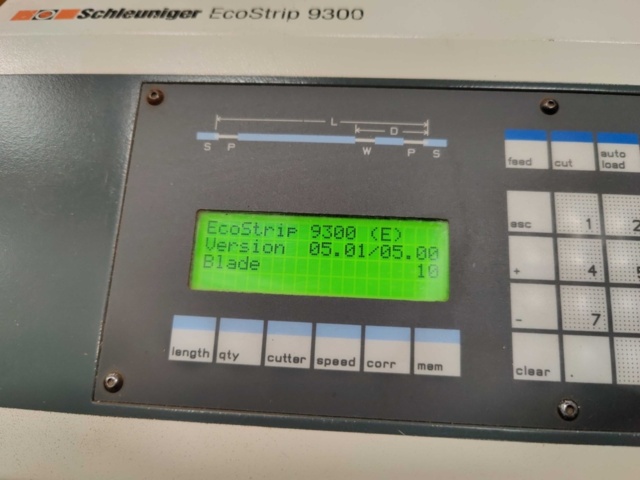 Schleuniger EcoStrip 9300
L
D
S P W P S
feed cut auto load
EcoStrip 9300 (E)
Version 05.01/05.00
Blade 10
esc 1 2
+ 4 5
- 7
clear .
length qty cutter speed corr mem